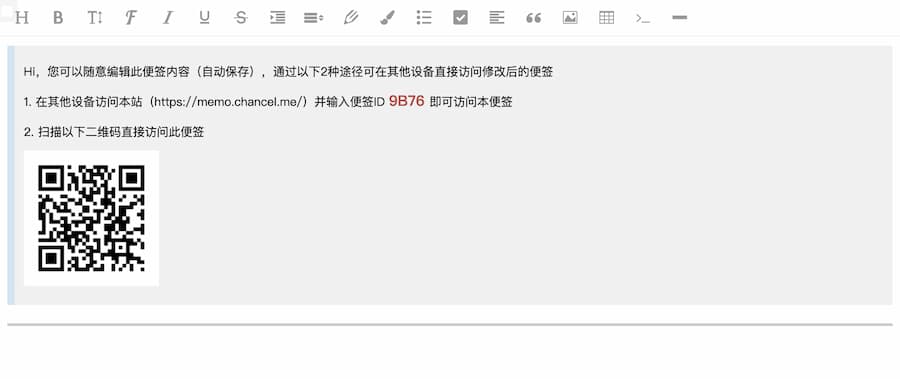 Hi，您可以随意编辑此便签内容（自动保存）, 通过以下2种途径可在其他设备直接访问修改后的便签
1. 在其他设备访问本站（https://memo.chancel.me/）并输入便签ID 9B76 即可访问本便签
2. 扫描以下二维码直接访问此便签